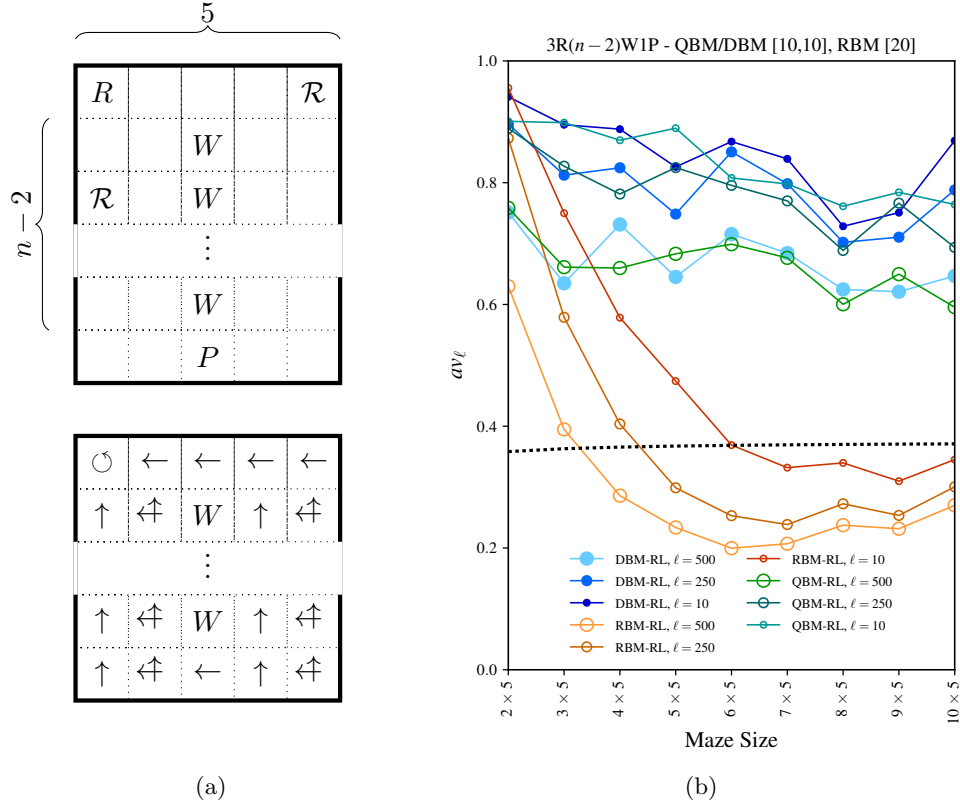 5
n − 2
R ℛ
W
ℛ W
⋮
W
P
↺ ← ← ← ←
↑ W ↑
⋮
↑ W ↑
↑ ← ↑
(a)
3R(n − 2)W1P - QBM/DBM [10,10], RBM [20]
1.0
0.8
0.6
0.4
0.2
0.0
av_ℓ
DBM-RL, ℓ = 500
DBM-RL, ℓ = 250
DBM-RL, ℓ = 10
RBM-RL, ℓ = 500
RBM-RL, ℓ = 250
RBM-RL, ℓ = 10
QBM-RL, ℓ = 500
QBM-RL, ℓ = 250
QBM-RL, ℓ = 10
2 × 5
3 × 5
4 × 5
5 × 5
6 × 5
7 × 5
8 × 5
9 × 5
10 × 5
Maze Size
(b)